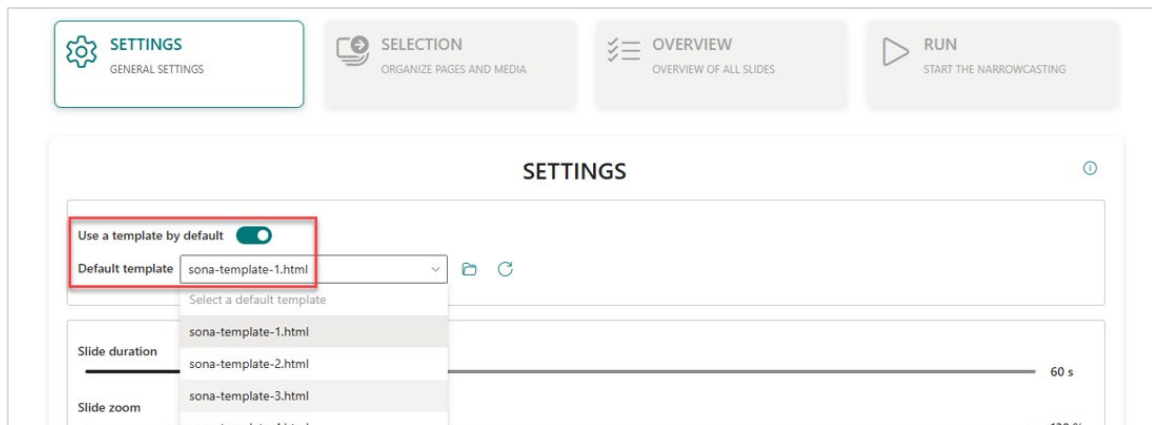 SETTINGS
GENERAL SETTINGS
SELECTION
ORGANIZE PAGES AND MEDIA
OVERVIEW
OVERVIEW OF ALL SLIDES
RUN
START THE NARROWCASTING
SETTINGS
Use a template by default
Default template sona-template-1.html
Select a default template
sona-template-1.html
Slide duration
sona-template-2.html
60 s
sona-template-3.html
Slide zoom